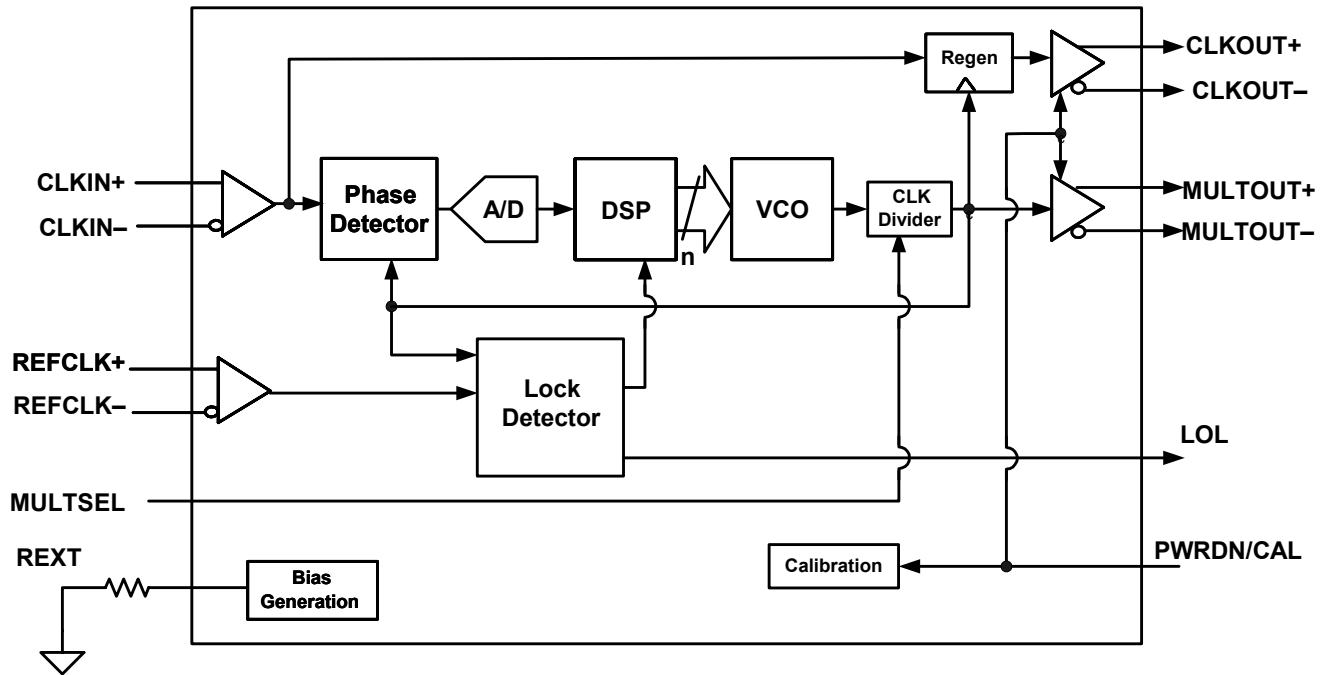 CLKOUT+
Regen
CLKOUT–
CLKIN+
Phase
Detector
A/D
DSP
n
VCO
CLK
Divider
MULTOUT+
CLKIN–
MULTOUT–
REFCLK+
REFCLK–
Lock
Detector
LOL
MULTSEL
REXT
Bias
Generation
Calibration
PWRDN/CAL